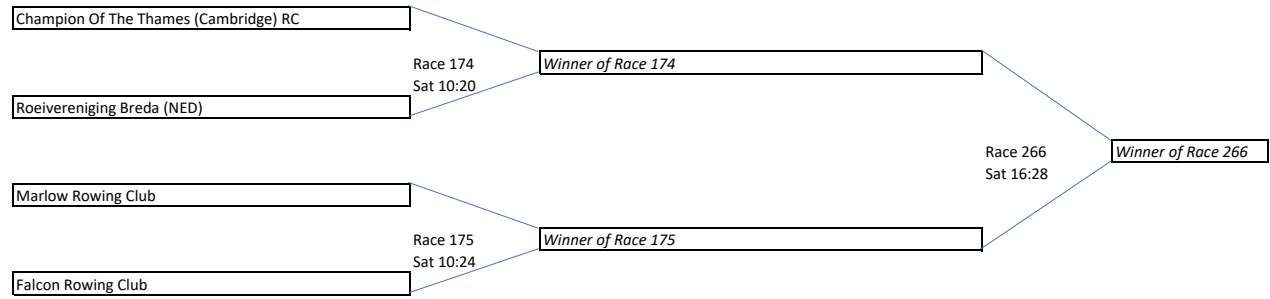 Champion Of The Thames (Cambridge) RC
Race 174
Sat 10:20
Winner of Race 174
Roeivereniging Breda (NED)
Race 266
Sat 16:28
Winner of Race 266
Marlow Rowing Club
Race 175
Sat 10:24
Winner of Race 175
Falcon Rowing Club